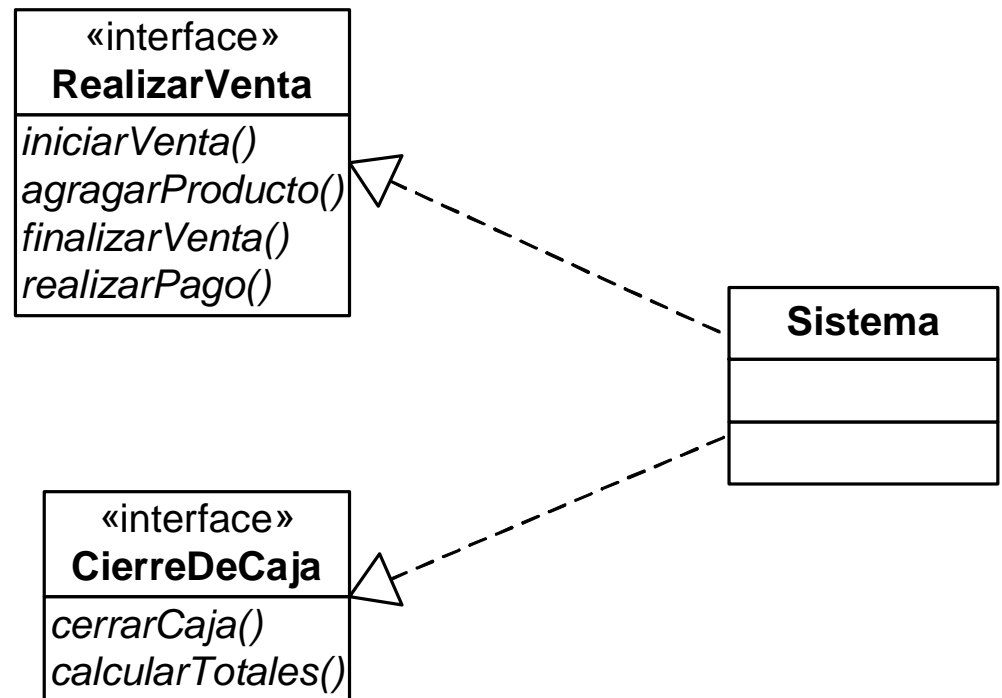 «interface»
RealizarVenta
iniciarVenta()
agragarProducto()
finalizarVenta()
realizarPago()
Sistema
«interface»
CierreDeCaja
cerrarCaja()
calcularTotales()